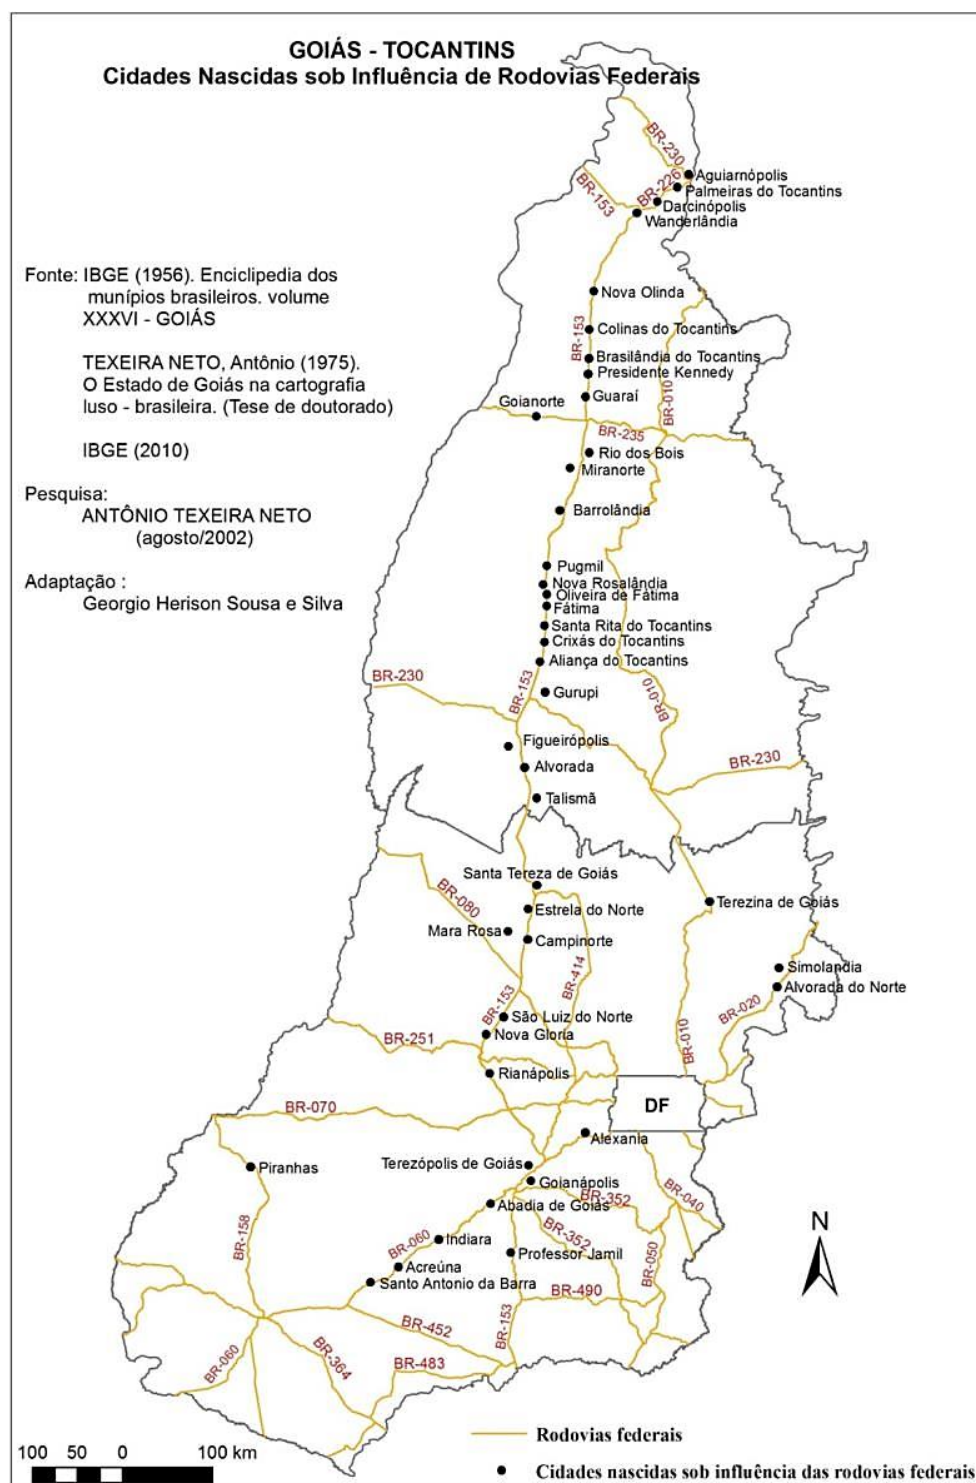 GOIÁS - TOCANTINS
Cidades Nascidas sob Influência de Rodovias Federais
BR-230
Aguiarnópolis
BR-226
Palmeiras do Tocantins
BR-153
Darcinópolis
Wanderlândia
Fonte: IBGE (1956). Enciclipedia dos
munípios brasileiros. volume
XXXVI - GOIÁS
TEXEIRA NETO, Antônio (1975).
O Estado de Goiás na cartografia
luso - brasileira. (Tese de doutorado)
IBGE (2010)
Pesquisa:
ANTÔNIO TEXEIRA NETO
(agosto/2002)
Adaptação :
Georgio Herison Sousa e Silva
Nova Olinda
Colinas do Tocantins
BR-153
Brasilândia do Tocantins
Presidente Kennedy
BR-010
Guaraí
Goianorte
BR-235
Rio dos Bois
Miranorte
Barrolândia
Pugmil
Nova Rosalândia
Oliveira de Fátima
Fátima
Santa Rita do Tocantins
Crixás do Tocantins
Aliança do Tocantins
BR-230
BR-153
Gurupi
BR-010
Figueirópolis
Alvorada
BR-230
Talismã
Santa Tereza de Goiás
BR-080
Terezina de Goiás
Estrela do Norte
Mara Rosa
Campinorte
BR-414
Simolandia
Alvorada do Norte
BR-153
BR-020
São Luiz do Norte
BR-251
Nova Gloria
BR-010
Rianápolis
BR-070
DF
Alexania
Terezópolis de Goiás
Piranhas
Goianápolis
BR-352
BR-040
Abadia de Goiás
BR-158
BR-060
Indiara
BR-352
Professor Jamil
BR-050
Acreúna
Santo Antonio da Barra
BR-490
BR-452
BR-153
BR-060
BR-364
BR-483
N
100 50 0 100 km
Rodovias federais
Cidades nascidas sob influência das rodovias federais